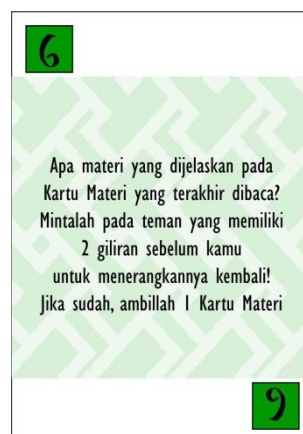 6
Apa materi yang dijelaskan pada
Kartu Materi yang terakhir dibaca?
Mintalah pada teman yang memiliki
2 giliran sebelum kamu
untuk menerangkannya kembali!
Jika sudah, ambillah 1 Kartu Materi
6